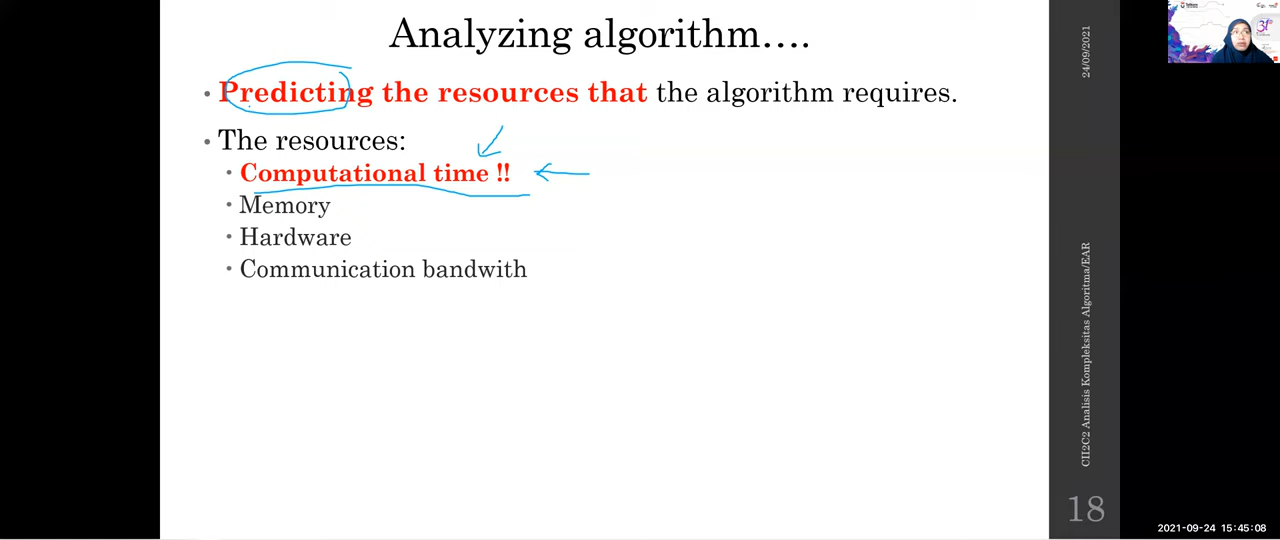 Analyzing algorithm....
• Predicting the resources that the algorithm requires.
• The resources:
• Computational time !!
• Memory
• Hardware
• Communication bandwith
24/09/2021
CII2C2 Analisis Kompleksitas Algoritma/EAR
18
2021-09-24 15:45:08